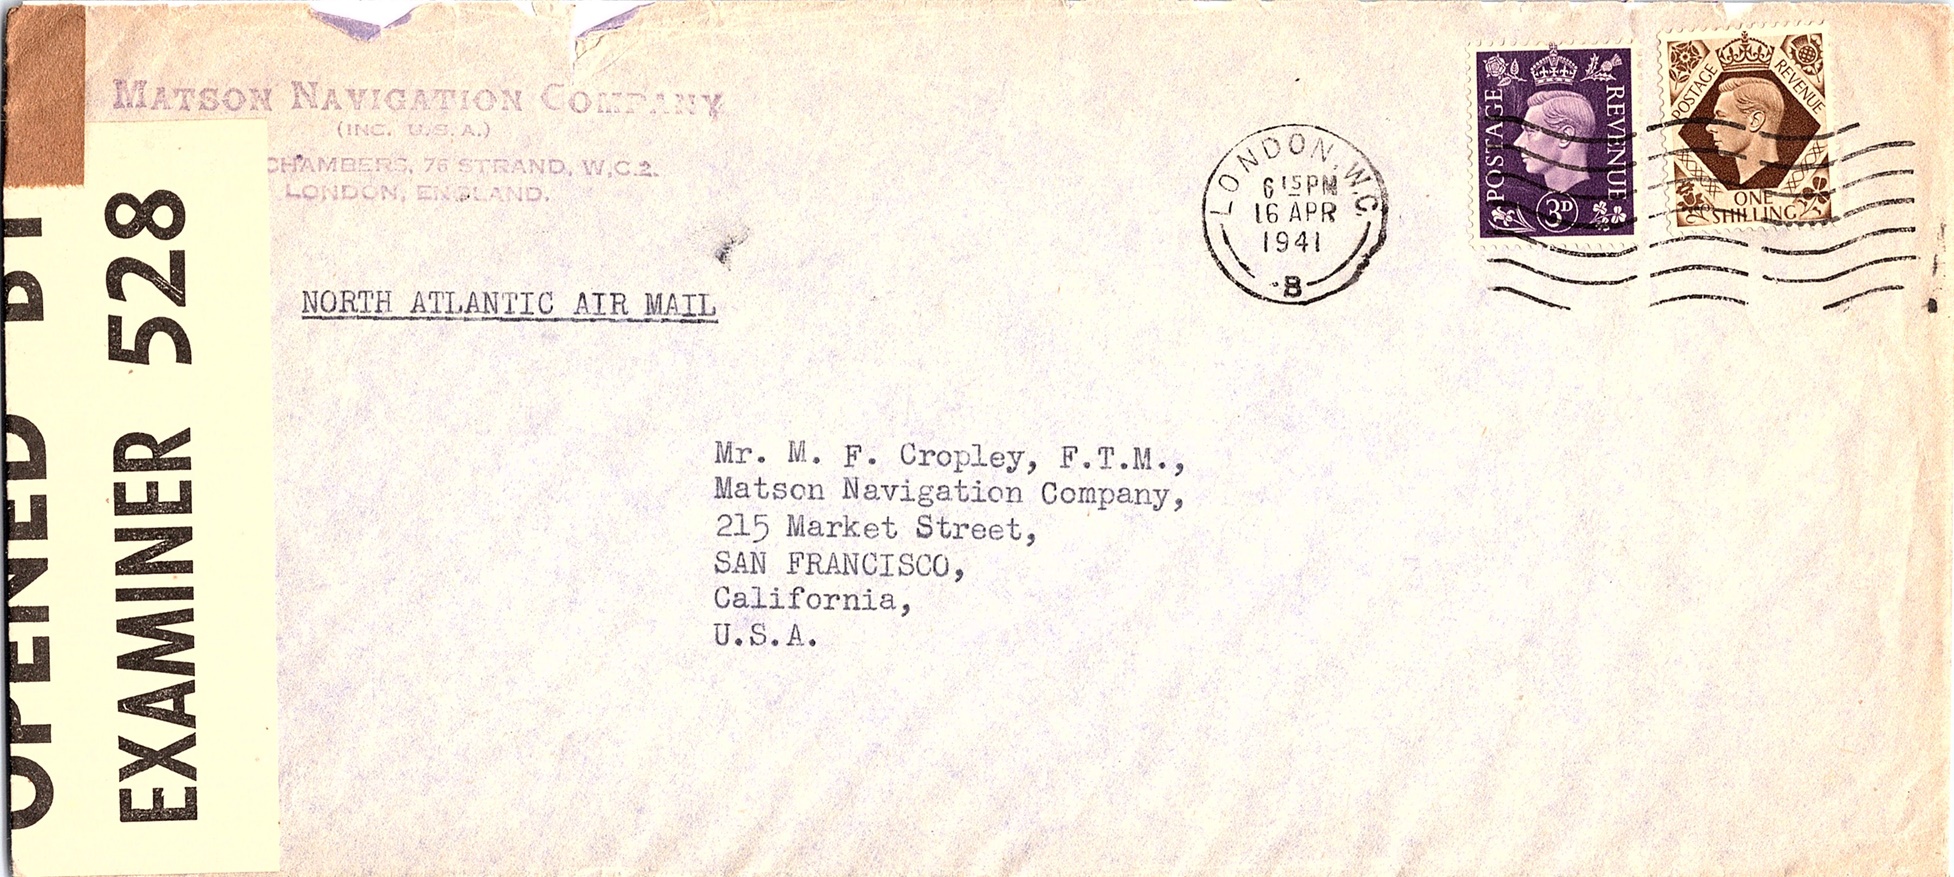 MATSON NAVIGATION COMPANY
(INC. U.S.A.)
CHAMBERS, 76 STRAND, W.C.2.
LONDON, ENGLAND.
OPENED BY
EXAMINER 528
NORTH ATLANTIC AIR MAIL
LONDON, W.C.
6 15 PM
16 APR
1941
B
POSTAGE REVENUE
3D
POSTAGE REVENUE
ONE
SHILLING
Mr. M. F. Cropley, F.T.M.,
Matson Navigation Company,
215 Market Street,
SAN FRANCISCO,
California,
U.S.A.